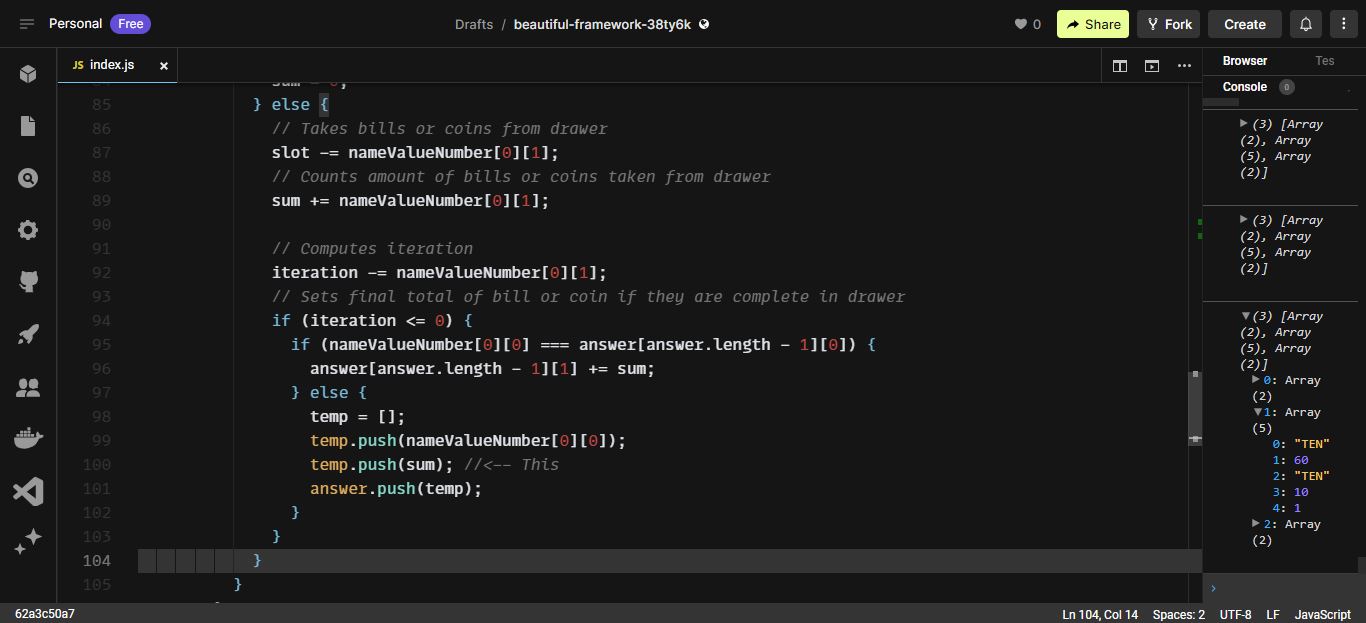 Personal Free
Drafts / beautiful-framework-38ty6k
0 Share Fork Create
JS index.js ×
Browser Tes
Console 0
85 } else {
86 // Takes bills or coins from drawer
87 slot -= nameValueNumber[0][1];
88 // Counts amount of bills or coins taken from drawer
89 sum += nameValueNumber[0][1];
90
91 // Computes iteration
92 iteration -= nameValueNumber[0][1];
93 // Sets final total of bill or coin if they are complete in drawer
94 if (iteration <= 0) {
95 if (nameValueNumber[0][0] === answer[answer.length - 1][0]) {
96 answer[answer.length - 1][1] += sum;
97 } else {
98 temp = [];
99 temp.push(nameValueNumber[0][0]);
100 temp.push(sum); //<-- This
101 answer.push(temp);
102 }
103 }
104 }
105 }
▶ (3) [Array
(2), Array
(5), Array
(2)]
▶ (3) [Array
(2), Array
(5), Array
(2)]
▼ (3) [Array
(2), Array
(5), Array
(2)]
▶ 0: Array
(2)
▼ 1: Array
(5)
0: "TEN"
1: 60
2: "TEN"
3: 10
4: 1
▶ 2: Array
(2)
›
62a3c50a7
Ln 104, Col 14 Spaces: 2 UTF-8 LF JavaScript